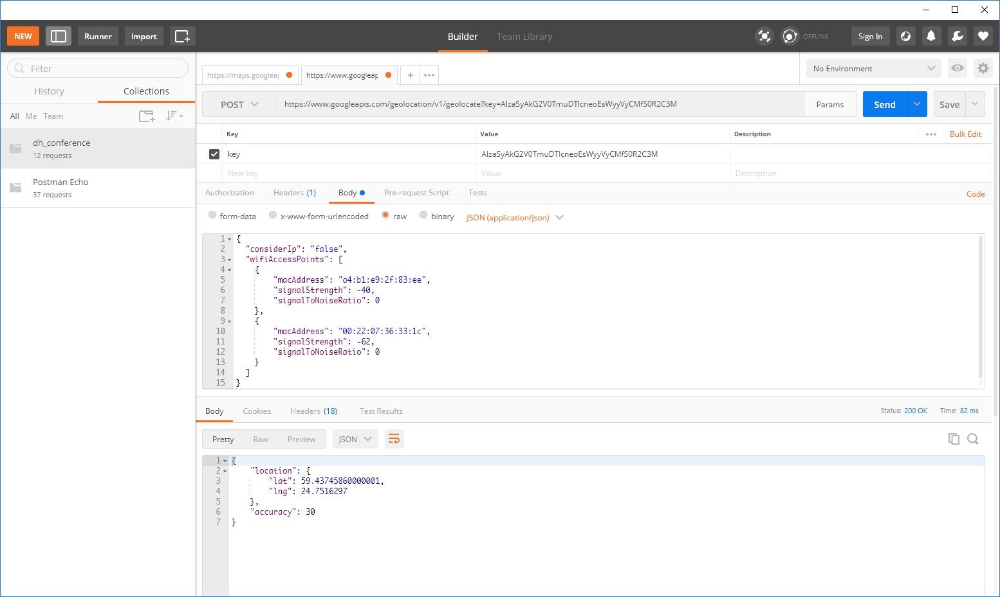 NEW Runner Import Builder Team Library OFFLINE Sign In
Filter
History Collections
All Me Team
dh_conference
12 requests
Postman Echo
37 requests
https://maps.googleap https://www.googleap + ••• No Environment
POST https://www.googleapis.com/geolocation/v1/geolocate?key=AIzaSyAkG2V0TmuDTIcneoEsWyyVyCMfS0R2C3M Params Send Save
Key Value Description ••• Bulk Edit
key AIzaSyAkG2V0TmuDTIcneoEsWyyVyCMfS0R2C3M
New key Value Description
Authorization Headers (1) Body Pre-request Script Tests Code
form-data x-www-form-urlencoded raw binary JSON (application/json)
1 {
2 "considerIp": "false",
3 "wifiAccessPoints": [
4 {
5 "macAddress": "a4:b1:e9:2f:83:ee",
6 "signalStrength": -40,
7 "signalToNoiseRatio": 0
8 },
9 {
10 "macAddress": "00:22:07:36:33:1c",
11 "signalStrength": -62,
12 "signalToNoiseRatio": 0
13 }
14 ]
15 }
Body Cookies Headers (18) Test Results Status: 200 OK Time: 82 ms
Pretty Raw Preview JSON
1 {
2 "location": {
3 "lat": 59.43745860000001,
4 "lng": 24.7516297
5 },
6 "accuracy": 30
7 }